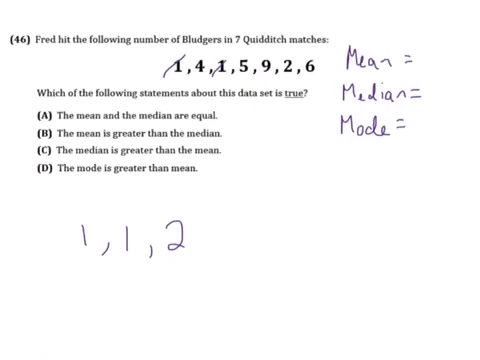 (46) Fred hit the following number of Bludgers in 7 Quidditch matches:
1, 4, 1, 5, 9, 2, 6
Which of the following statements about this data set is true?
(A) The mean and the median are equal.
(B) The mean is greater than the median.
(C) The median is greater than the mean.
(D) The mode is greater than mean.
Mean =
Median =
Mode =
1, 1, 2